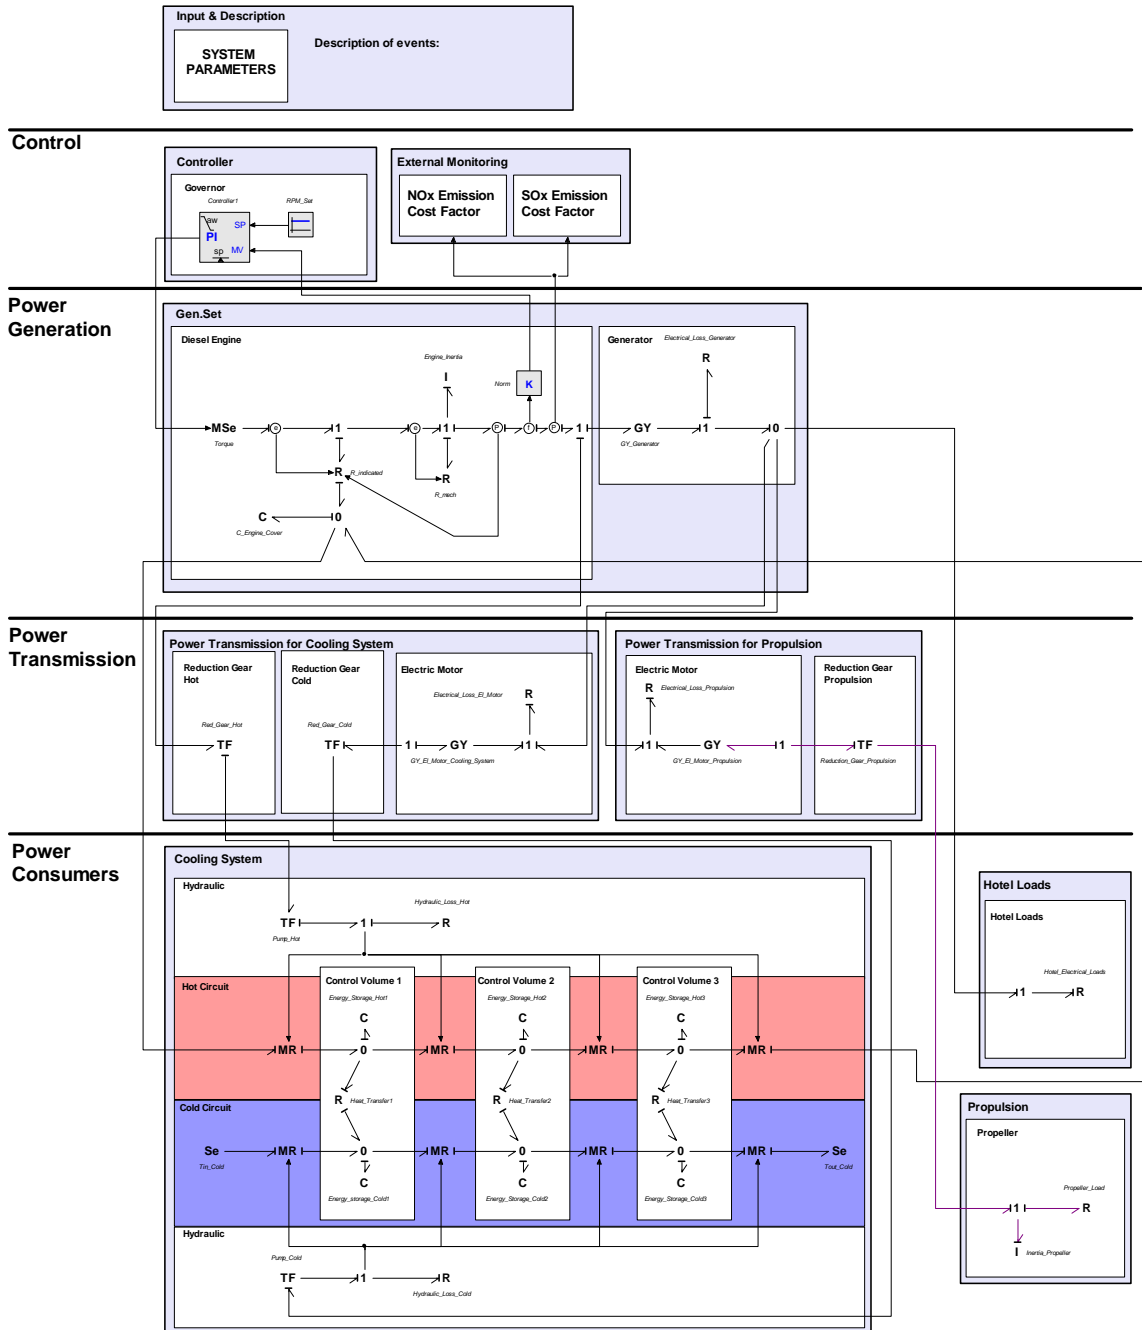 Input & Description
SYSTEM
PARAMETERS
Description of events:
Control
Controller
Governor
Controller1
RPM_Set
aw
SP
PI
sp
MV
External Monitoring
NOx Emission
Cost Factor
SOx Emission
Cost Factor
Power
Generation
Gen.Set
Diesel Engine
Engine_Inertia
I
Norm
K
MSe
Torque
e
1
e
1
P
f
P
1
R
R_indicated
R
R_mech
C
0
C_Engine_Cover
Generator
Electrical_Loss_Generator
R
GY
GY_Generator
1
0
Power
Transmission
Power Transmission for Cooling System
Reduction Gear
Hot
Red_Gear_Hot
TF
Reduction Gear
Cold
Red_Gear_Cold
TF
Electric Motor
Electrical_Loss_El_Motor
R
1
GY
1
GY_El_Motor_Cooling_System
Power Transmission for Propulsion
Electric Motor
R
Electrical_Loss_Propulsion
1
GY
1
GY_El_Motor_Propulsion
Reduction Gear
Propulsion
TF
Reduction_Gear_Propulsion
Power
Consumers
Cooling System
Hydraulic
Hydraulic_Loss_Hot
TF
1
R
Pump_Hot
Hot Circuit
Control Volume 1
Control Volume 2
Control Volume 3
Energy_Storage_Hot1
Energy_Storage_Hot2
Energy_Storage_Hot3
C
C
C
MR
0
MR
0
MR
0
MR
R
Heat_Transfer1
R
Heat_Transfer2
R
Heat_Transfer3
Cold Circuit
Se
MR
0
MR
0
MR
0
MR
Se
Tin_Cold
Tout_Cold
C
C
C
Energy_storage_Cold1
Energy_Storage_Cold2
Energy_Storage_Cold3
Hydraulic
Pump_Cold
TF
1
R
Hydraulic_Loss_Cold
Hotel Loads
Hotel Loads
Hotel_Electrical_Loads
1
R
Propulsion
Propeller
Propeller_Load
1
R
I
Inertia_Propeller